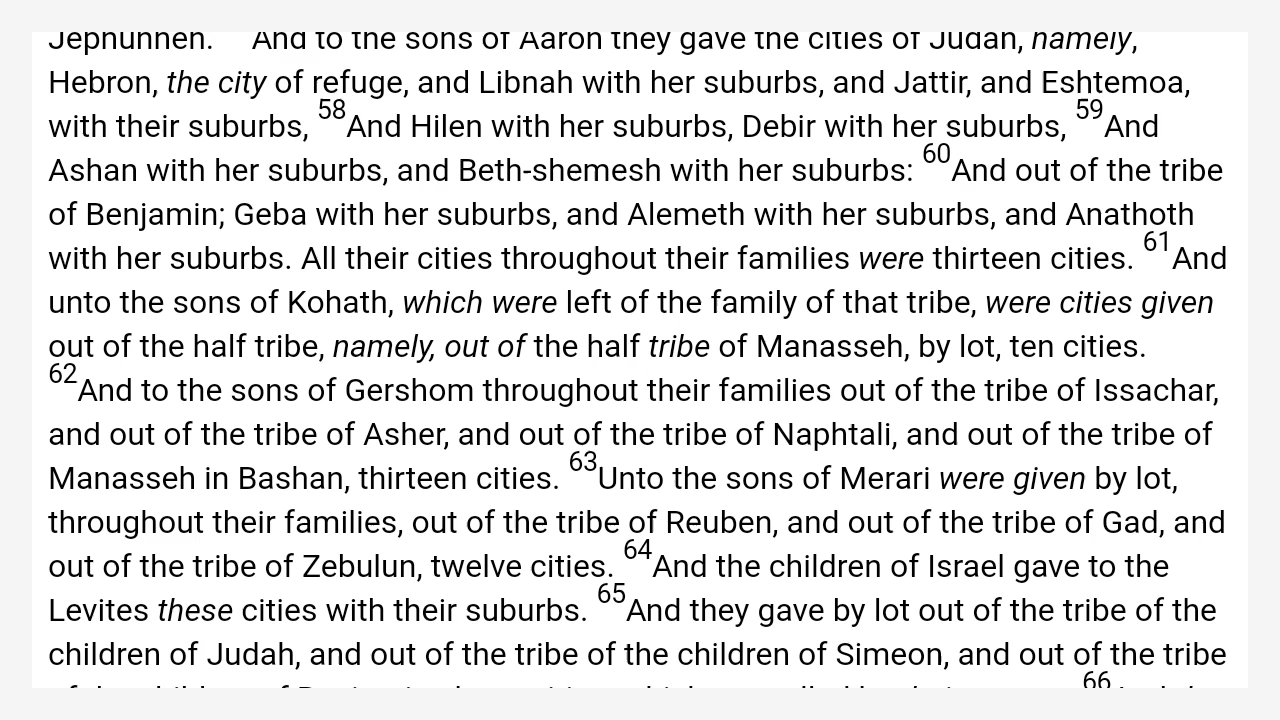 Jephunneh. And to the sons of Aaron they gave the cities of Judah, namely,
Hebron, the city of refuge, and Libnah with her suburbs, and Jattir, and Eshtemoa,
with their suburbs, 58And Hilen with her suburbs, Debir with her suburbs, 59And
Ashan with her suburbs, and Beth-shemesh with her suburbs: 60And out of the tribe
of Benjamin; Geba with her suburbs, and Alemeth with her suburbs, and Anathoth
with her suburbs. All their cities throughout their families were thirteen cities. 61And
unto the sons of Kohath, which were left of the family of that tribe, were cities given
out of the half tribe, namely, out of the half tribe of Manasseh, by lot, ten cities.
62And to the sons of Gershom throughout their families out of the tribe of Issachar,
and out of the tribe of Asher, and out of the tribe of Naphtali, and out of the tribe of
Manasseh in Bashan, thirteen cities. 63Unto the sons of Merari were given by lot,
throughout their families, out of the tribe of Reuben, and out of the tribe of Gad, and
out of the tribe of Zebulun, twelve cities. 64And the children of Israel gave to the
Levites these cities with their suburbs. 65And they gave by lot out of the tribe of the
children of Judah, and out of the tribe of the children of Simeon, and out of the tribe
66